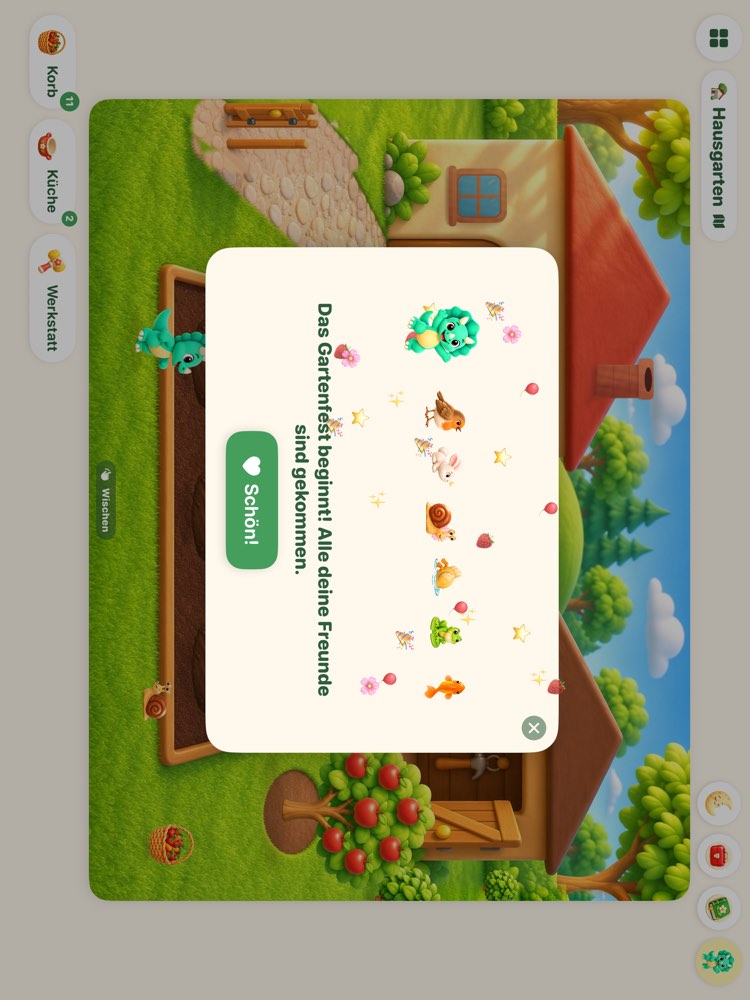 Hausgarten
Das Gartenfest beginnt! Alle deine Freunde
sind gekommen.
Schön!
Wischen
Korb
11
Küche
2
Werkstatt